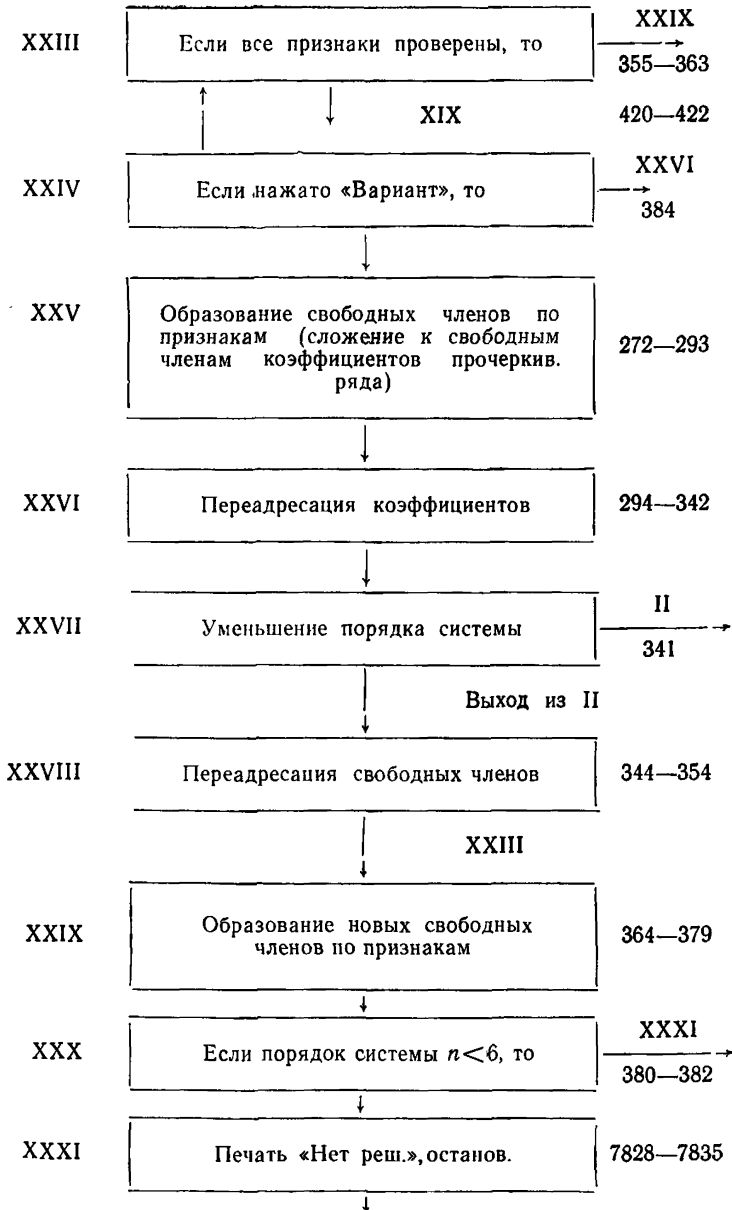 XXIX
XXIII Если все признаки проверены, то
355—363
XIX 420—422
XXVI
XXIV Если нажато «Вариант», то
384
XXV Образование свободных членов по
признакам (сложение к свободным
членам коэффициентов прочеркив.
ряда)
272—293
XXVI Переадресация коэффициентов 294—342
II
XXVII Уменьшение порядка системы
341
Выход из II
XXVIII Переадресация свободных членов 344—354
XXIII
XXIX Образование новых свободных
членов по признакам
364—379
XXXI
XXX Если порядок системы n<6, то
380—382
XXXI Печать «Нет реш.», останов. 7828—7835